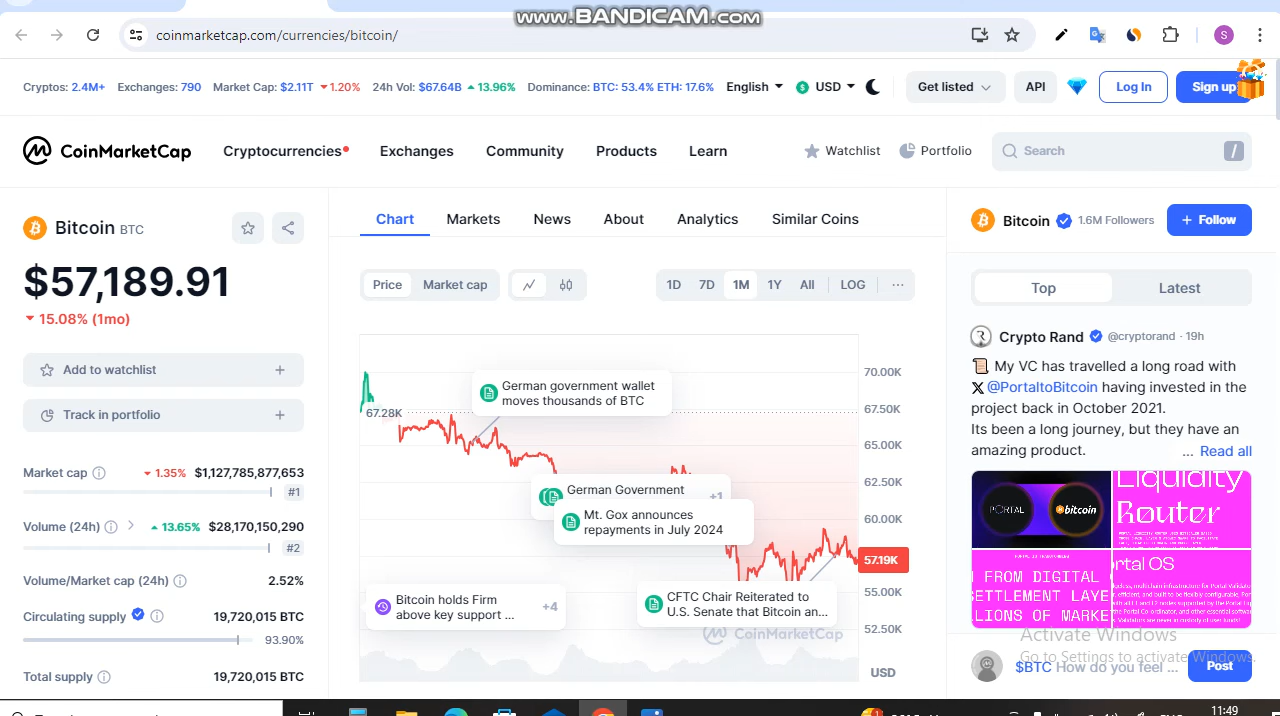 www.BANDICAM.com
coinmarketcap.com/currencies/bitcoin/
S
Cryptos: 2.4M+ Exchanges: 790 Market Cap: $2.11T 1.20% 24h Vol: $67.64B 13.96% Dominance: BTC: 53.4% ETH: 17.6% English USD Get listed API Log In Sign up
CoinMarketCap Cryptocurrencies Exchanges Community Products Learn Watchlist Portfolio Search /
Bitcoin BTC
$57,189.91
15.08% (1mo)
Add to watchlist +
Track in portfolio +
Market cap 1.35% $1,127,785,877,653
#1
Volume (24h) 13.65% $28,170,150,290
#2
Volume/Market cap (24h) 2.52%
Circulating supply 19,720,015 BTC
93.90%
Total supply 19,720,015 BTC
Chart Markets News About Analytics Similar Coins
Price Market cap 1D 7D 1M 1Y All LOG ...
70.00K
67.50K
65.00K
62.50K
60.00K
57.19K
55.00K
52.50K
USD
67.28K
German government wallet
moves thousands of BTC
German Government +1
Mt. Gox announces
repayments in July 2024
Bitcoin Holds Firm
above key support ...
+4
CFTC Chair Reiterated to
U.S. Senate that Bitcoin an...
CoinMarketCap
Bitcoin 1.6M Followers + Follow
Top Latest
Crypto Rand @cryptorand · 19h
My VC has travelled a long road with
@PortaltoBitcoin having invested in the
project back in October 2021.
Its been a long journey, but they have an
amazing product. ... Read all
PORTAL bitcoin
Liquidity
Router
FROM DIGITAL
SETTLEMENT LAYE
LLIONS OF MARKE
ortal OS
Activate Windows
Go to Settings to activate Windows.
$BTC How do you feel ... Post
11:49